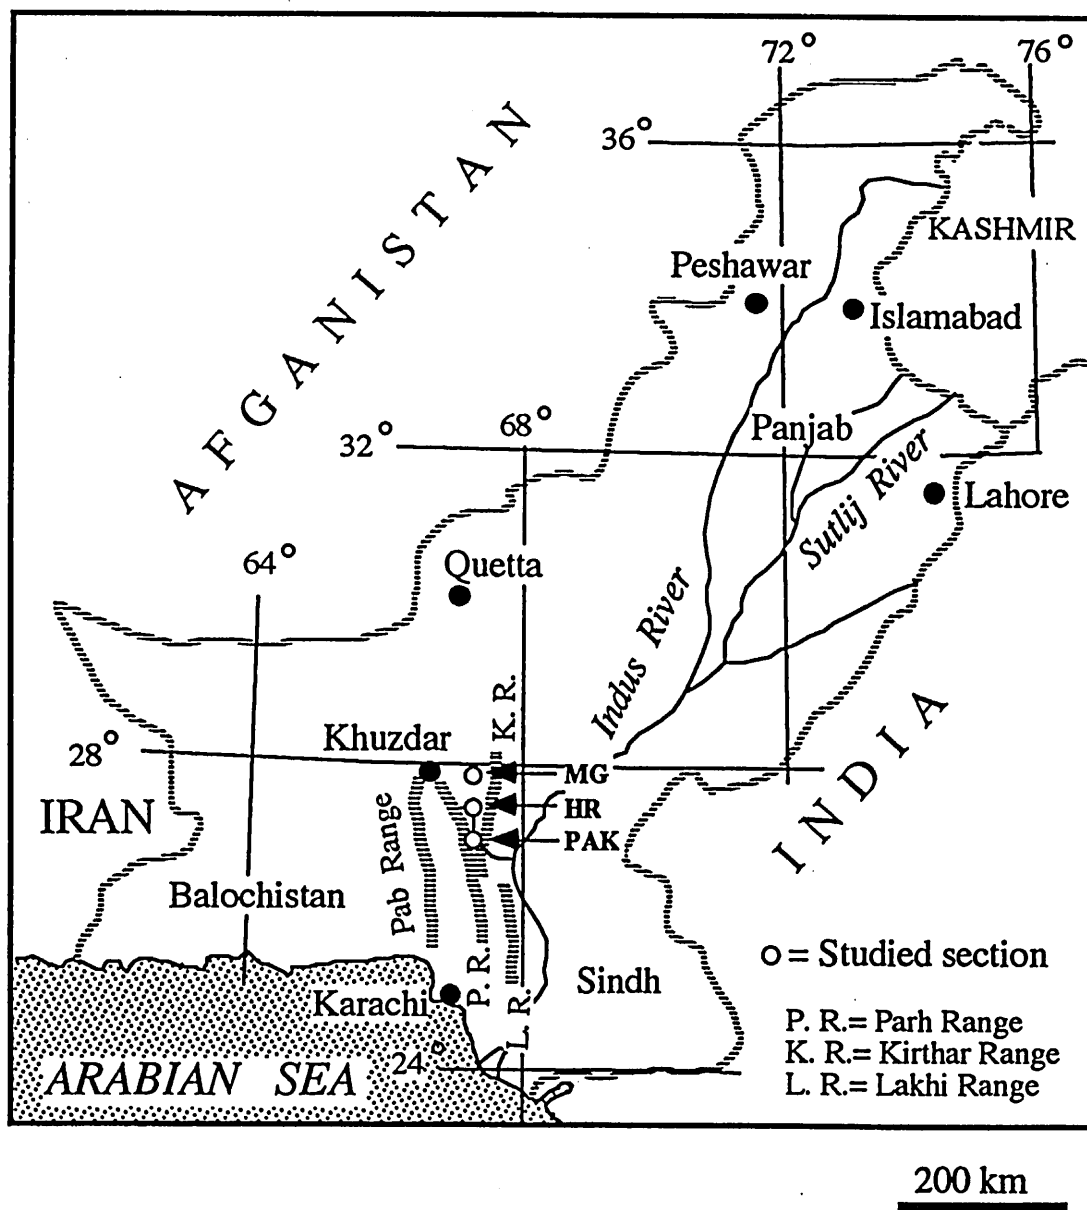 72°
76°
36°
AFGANISTAN
KASHMIR
Peshawar
Islamabad
32°
68°
Panjab
Sutlij River
Lahore
64°
Quetta
Indus River
K. R.
28°
Khuzdar
MG
IRAN
HR
PAK
INDIA
Pab Range
Balochistan
P. R.
L. R.
Sindh
O = Studied section
Karachi
P. R.= Parh Range
K. R.= Kirthar Range
L. R.= Lakhi Range
24°
ARABIAN SEA
200 km